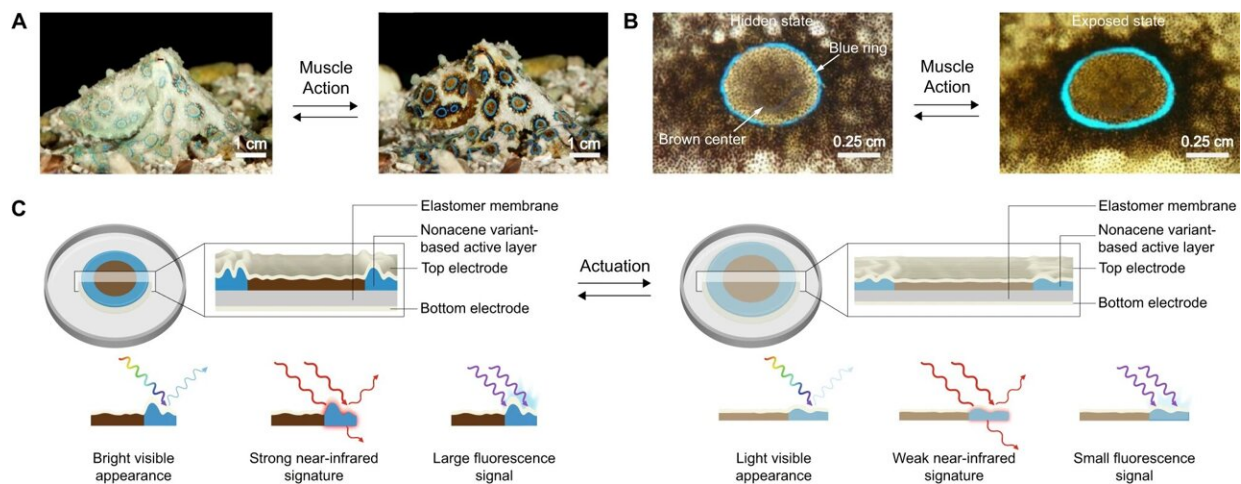 A
Muscle
Action
1 cm
1 cm
B
Hidden state
Blue ring
Brown center
0.25 cm
Muscle
Action
Exposed state
0.25 cm
C
Elastomer membrane
Nonacene variant-
based active layer
Top electrode
Bottom electrode
Actuation
Elastomer membrane
Nonacene variant-
based active layer
Top electrode
Bottom electrode
Bright visible
appearance
Strong near-infrared
signature
Large fluorescence
signal
Light visible
appearance
Weak near-infrared
signature
Small fluorescence
signal